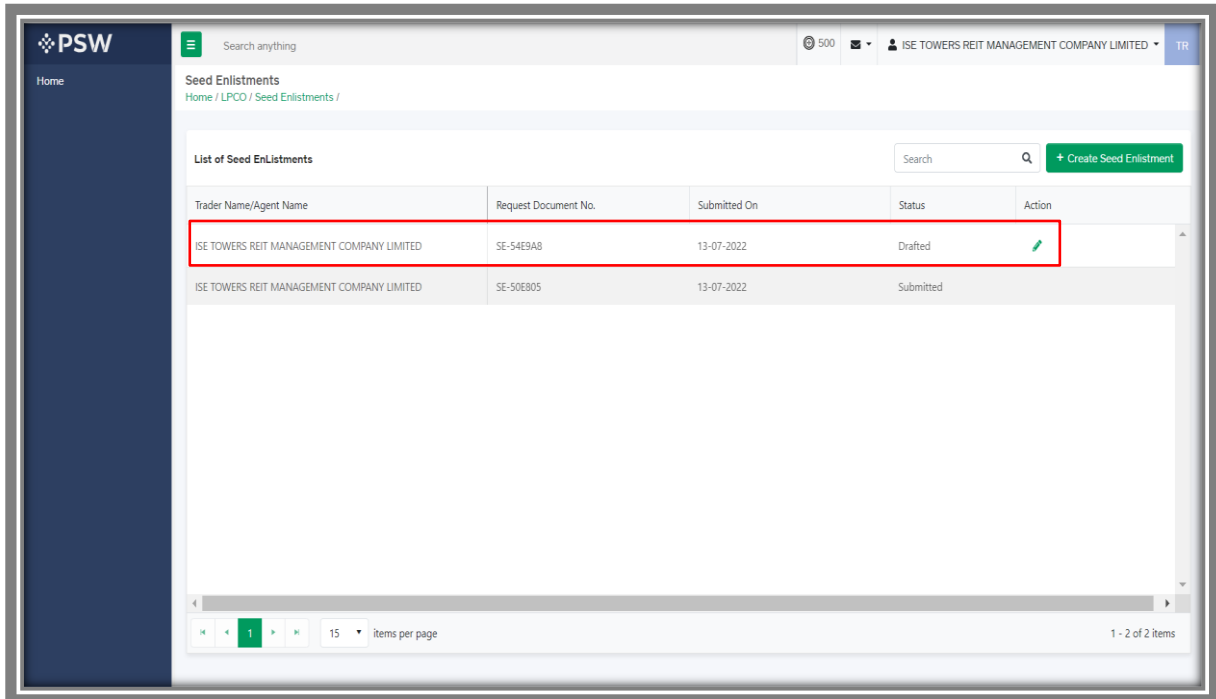 PSW
Search anything
500
ISE TOWERS REIT MANAGEMENT COMPANY LIMITED
TR
Home
Seed Enlistments
Home / LPCO / Seed Enlistments /
List of Seed EnListments
Search
+ Create Seed Enlistment
Trader Name/Agent Name Request Document No. Submitted On Status Action
ISE TOWERS REIT MANAGEMENT COMPANY LIMITED SE-54E9A8 13-07-2022 Drafted
ISE TOWERS REIT MANAGEMENT COMPANY LIMITED SE-50E805 13-07-2022 Submitted
1 15 items per page 1 - 2 of 2 items